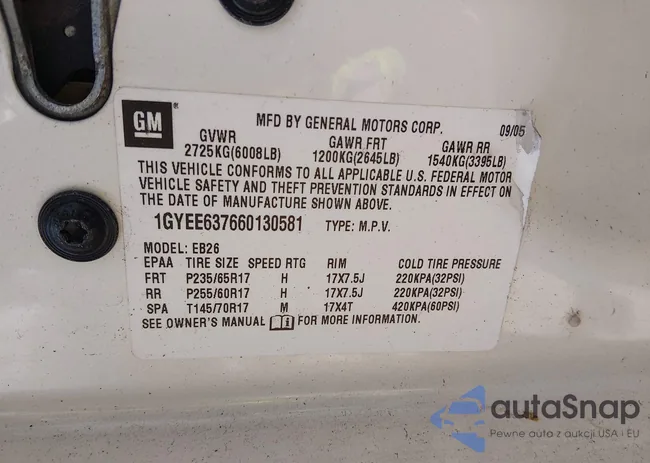 GM
MFD BY GENERAL MOTORS CORP. 09/05
GVWR GAWR FRT GAWR RR
2725KG(6008LB) 1200KG(2645LB) 1540KG(3395LB)
THIS VEHICLE CONFORMS TO ALL APPLICABLE U.S. FEDERAL MOTOR
VEHICLE SAFETY AND THEFT PREVENTION STANDARDS IN EFFECT ON
THE DATE OF MANUFACTURE SHOWN ABOVE.
1GYEE637660130581 TYPE: M.P.V.
MODEL: EB26
EPAA TIRE SIZE SPEED RTG RIM COLD TIRE PRESSURE
FRT P235/65R17 H 17X7.5J 220KPA(32PSI)
RR P255/60R17 H 17X7.5J 220KPA(32PSI)
SPA T145/70R17 M 17X4T 420KPA(60PSI)
SEE OWNER'S MANUAL FOR MORE INFORMATION.
autaSnap
Pewne auto z aukcji USA - EU